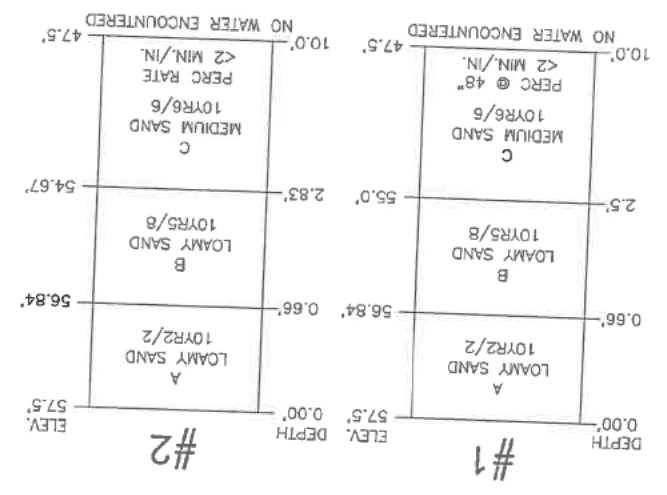 #1
DEPTH ELEV.
0.00' 57.5'
A
LOAMY SAND
10YR2/2
0.66' 56.84'
B
LOAMY SAND
10YR5/8
2.5' 55.0'
C
MEDIUM SAND
10YR6/6
PERC @ 48"
<2 MIN./IN.
10.0' 47.5'
NO WATER ENCOUNTERED
#2
DEPTH ELEV.
0.00' 57.5'
A
LOAMY SAND
10YR2/2
0.66' 56.84'
B
LOAMY SAND
10YR5/8
2.83' 54.67'
C
MEDIUM SAND
10YR6/6
PERC RATE
<2 MIN./IN.
10.0' 47.5'
NO WATER ENCOUNTERED